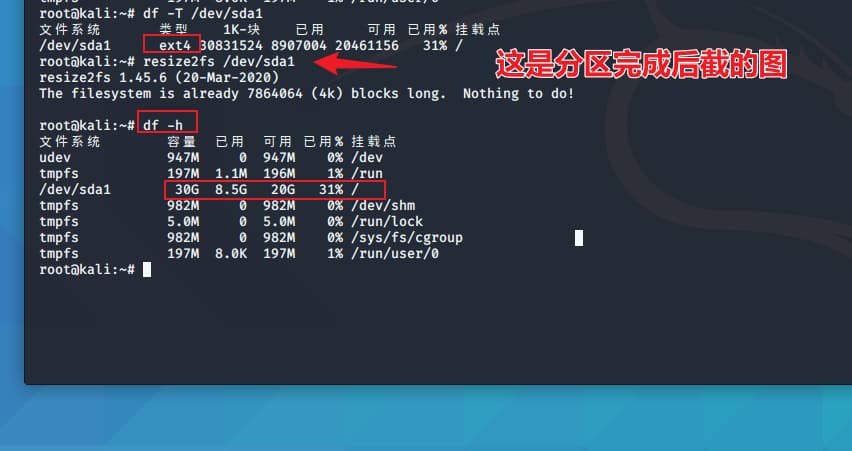 root@kali:~# df -T /dev/sda1
文件系统 类型 1K-块 已用 可用 已用% 挂载点
/dev/sda1 ext4 30831524 8907004 20461156 31% /
root@kali:~# resize2fs /dev/sda1
这是分区完成后截的图
resize2fs 1.45.6 (20-Mar-2020)
The filesystem is already 7864064 (4k) blocks long.  Nothing to do!
root@kali:~# df -h
文件系统 容量 已用 可用 已用% 挂载点
udev 947M 0 947M 0% /dev
tmpfs 197M 1.1M 196M 1% /run
/dev/sda1 30G 8.5G 20G 31% /
tmpfs 982M 0 982M 0% /dev/shm
tmpfs 5.0M 0 5.0M 0% /run/lock
tmpfs 982M 0 982M 0% /sys/fs/cgroup
tmpfs 197M 8.0K 197M 1% /run/user/0
root@kali:~#